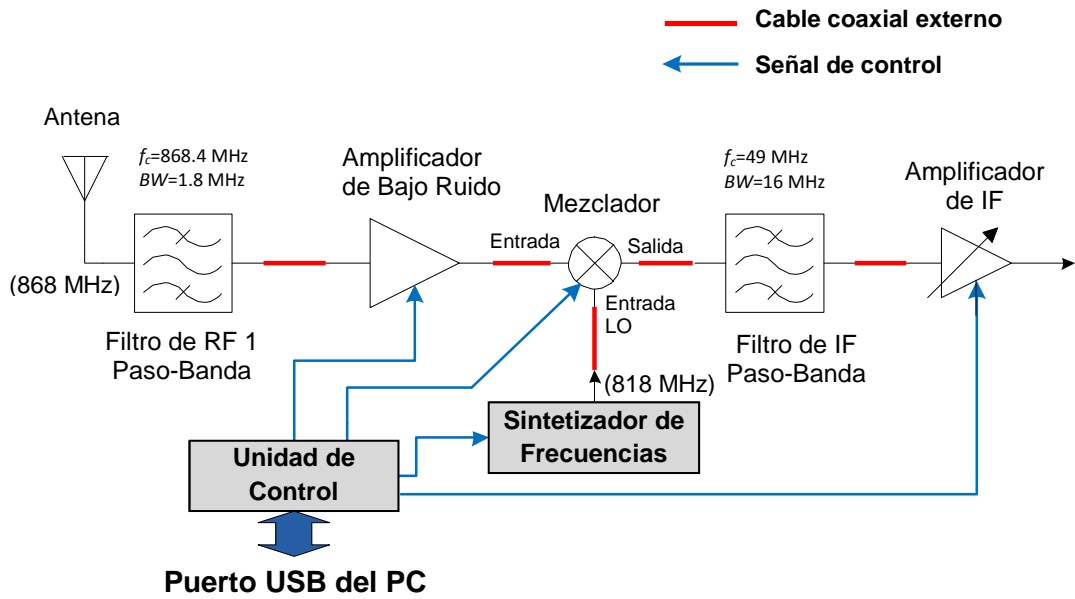 Cable coaxial externo
Señal de control
Antena
fc=868.4 MHz
BW=1.8 MHz
Amplificador
de Bajo Ruido
Mezclador
fc=49 MHz
BW=16 MHz
Amplificador
de IF
Entrada
Salida
(868 MHz)
Entrada
LO
Filtro de RF 1
Paso-Banda
Filtro de IF
Paso-Banda
(818 MHz)
Sintetizador de
Frecuencias
Unidad de
Control
Puerto USB del PC